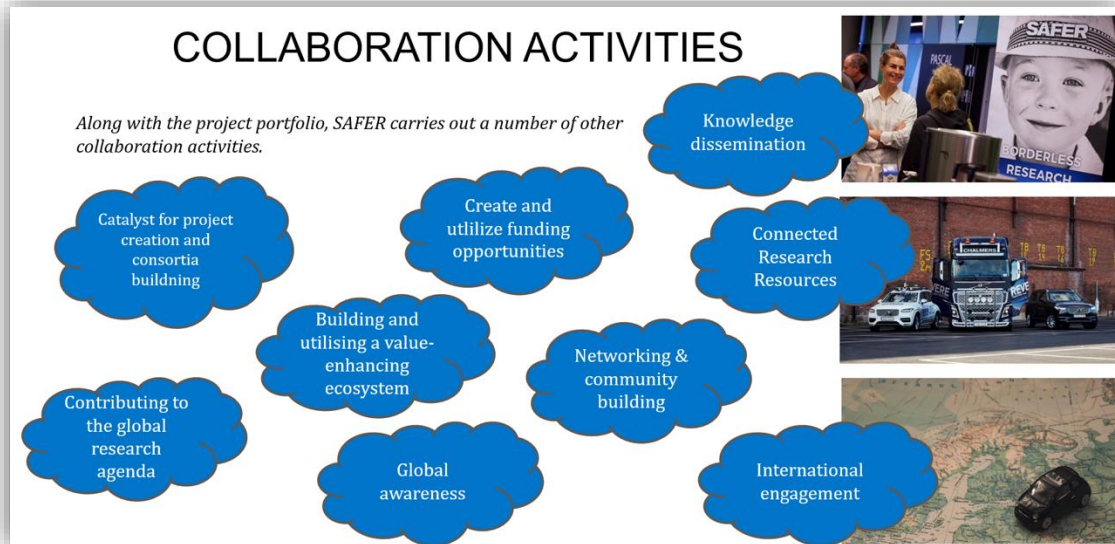 COLLABORATION ACTIVITIES
Along with the project portfolio, SAFER carries out a number of other
collaboration activities.
Knowledge
dissemination
Catalyst for project
creation and
consortia
buildning
Create and
utlilize funding
opportunities
Connected
Research
Resources
Building and
utilising a value-
enhancing
ecosystem
Networking &
community
building
Contributing to
the global
research
agenda
Global
awareness
International
engagement
SAFER
PASCAL
BORDERLESS
RESEARCH
CHALMERS
REVERE